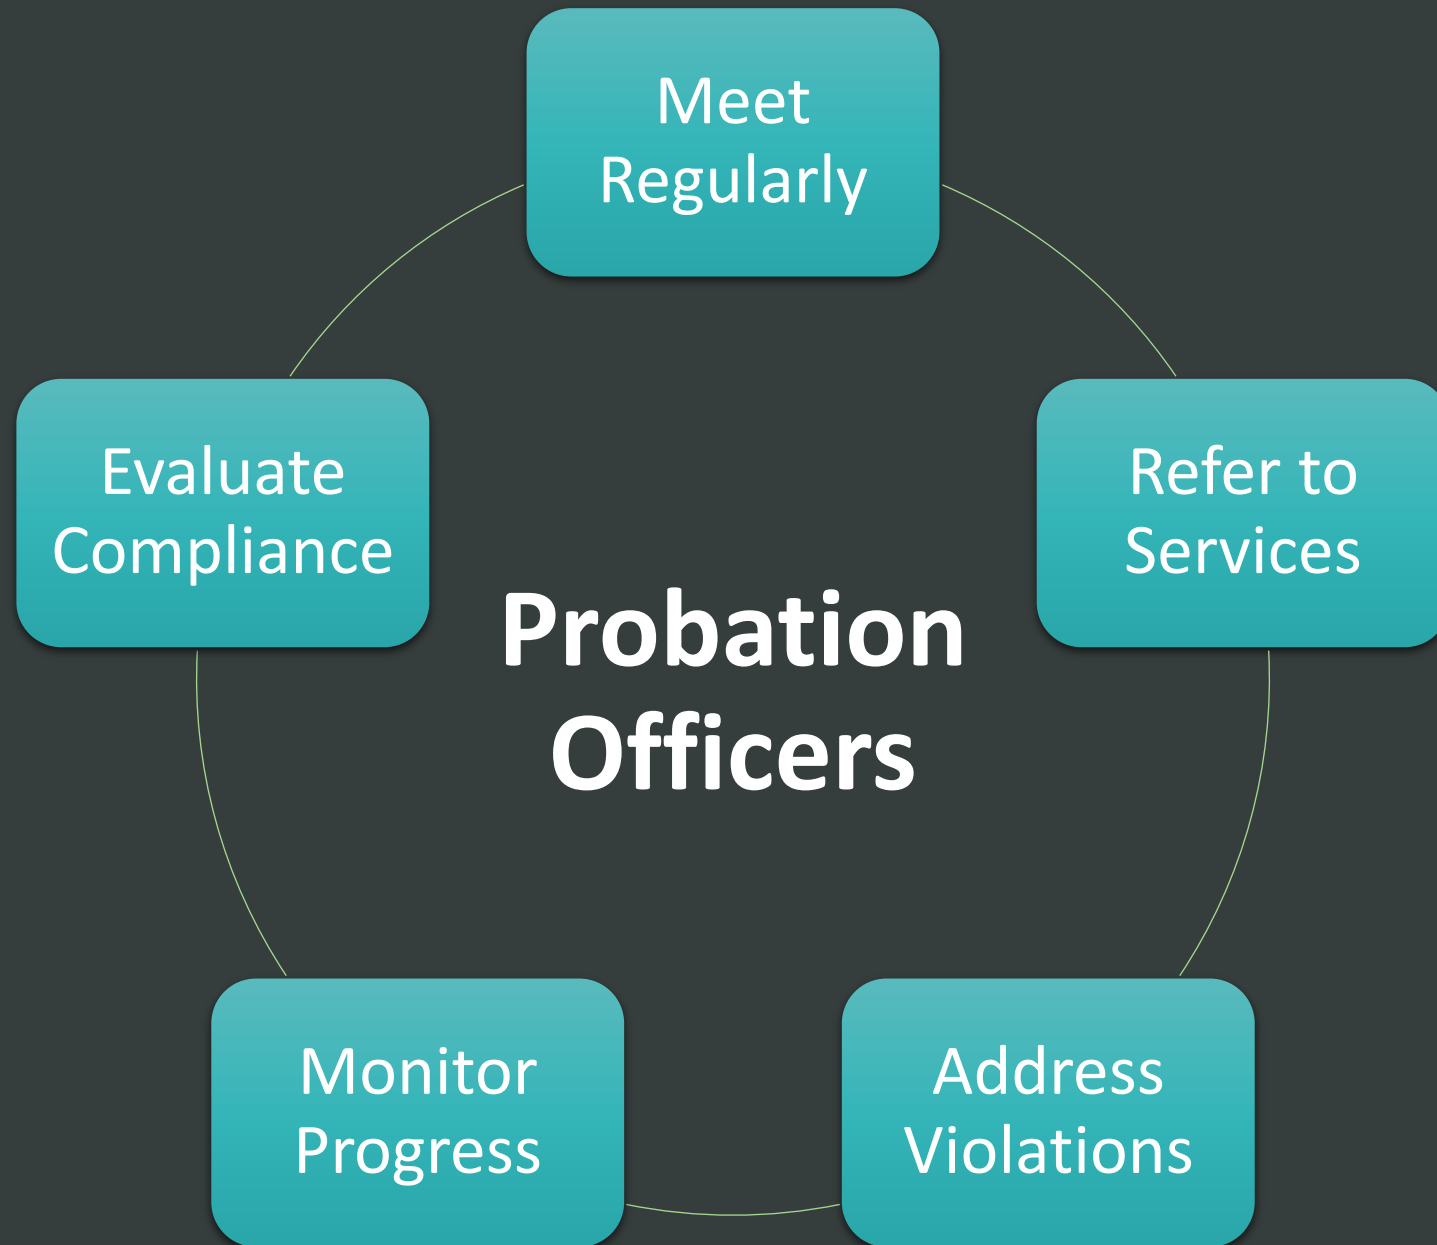 Meet
Regularly
Refer to
Services
Address
Violations
Monitor
Progress
Evaluate
Compliance
Probation
Officers